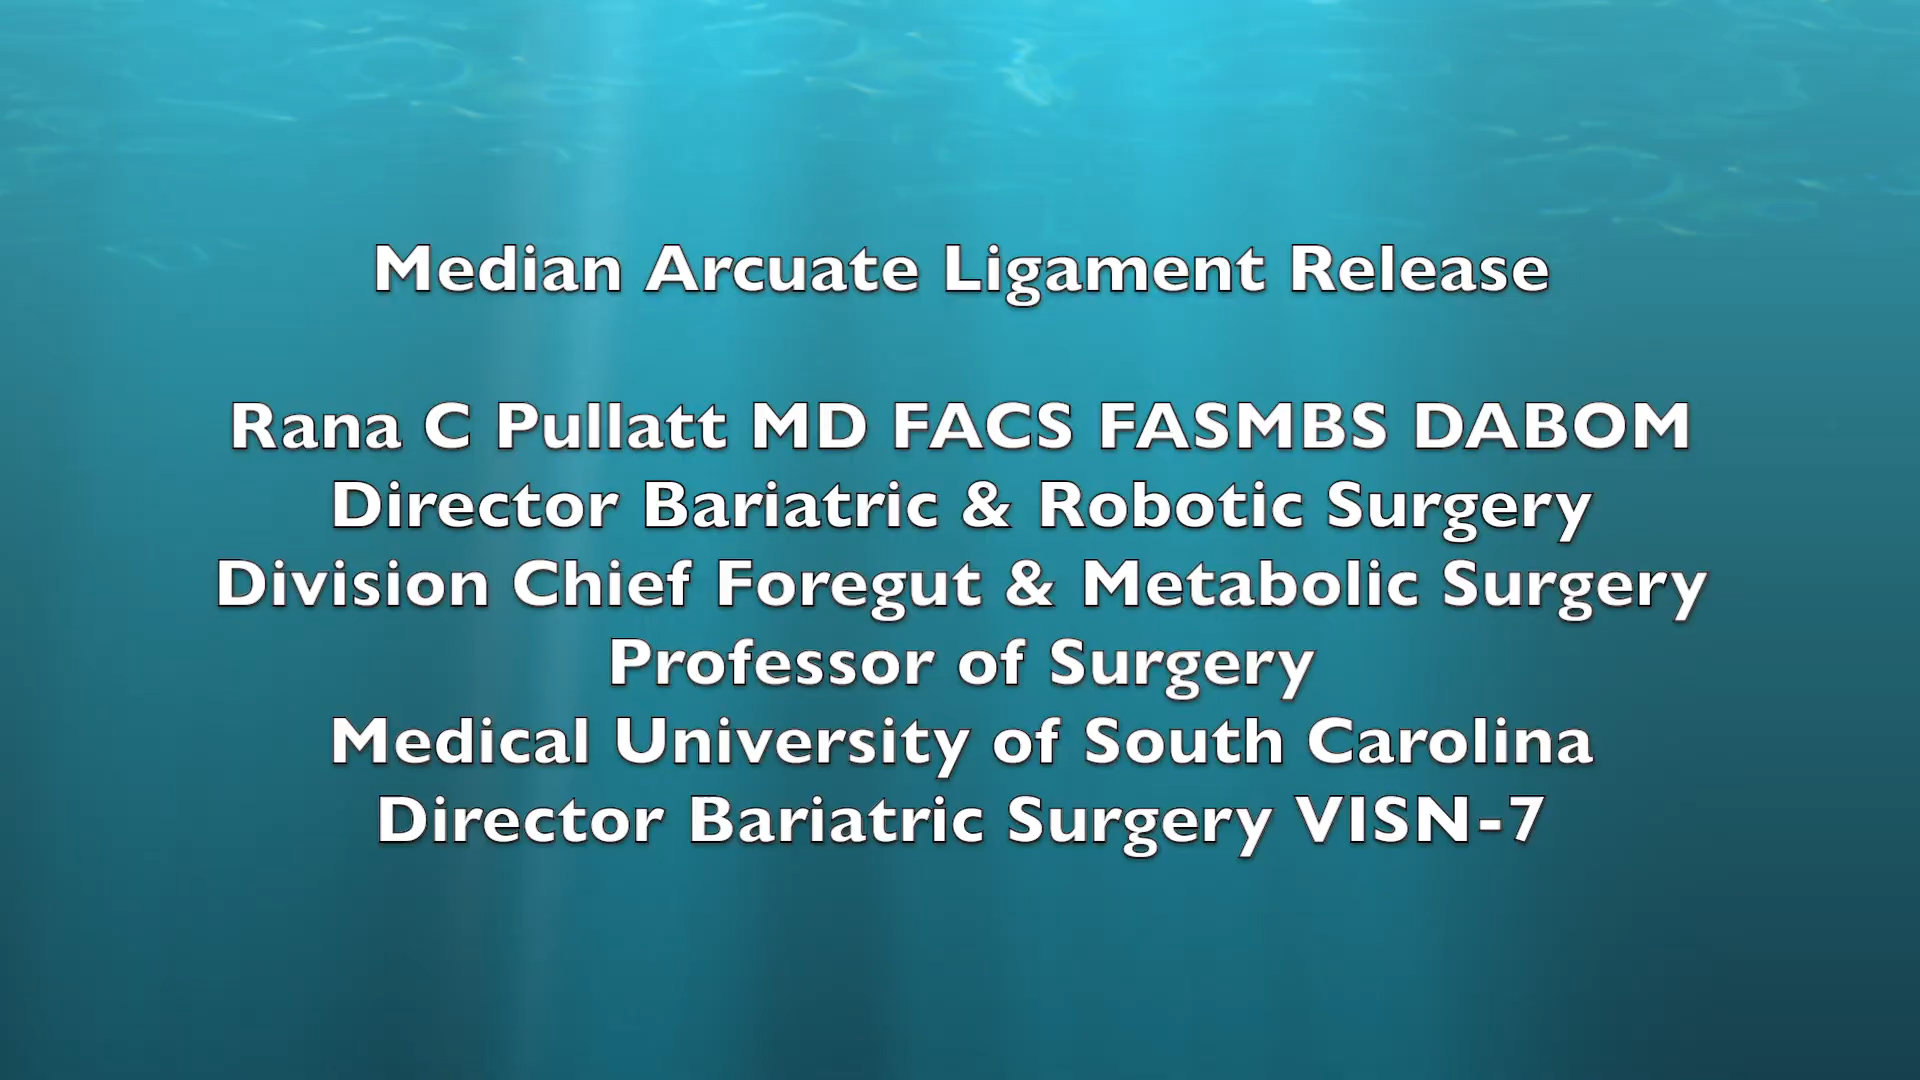 Median Arcuate Ligament Release
Rana C Pullatt MD FACS FASMBS DABOM
Director Bariatric & Robotic Surgery
Division Chief Foregut & Metabolic Surgery
Professor of Surgery
Medical University of South Carolina
Director Bariatric Surgery VISN-7